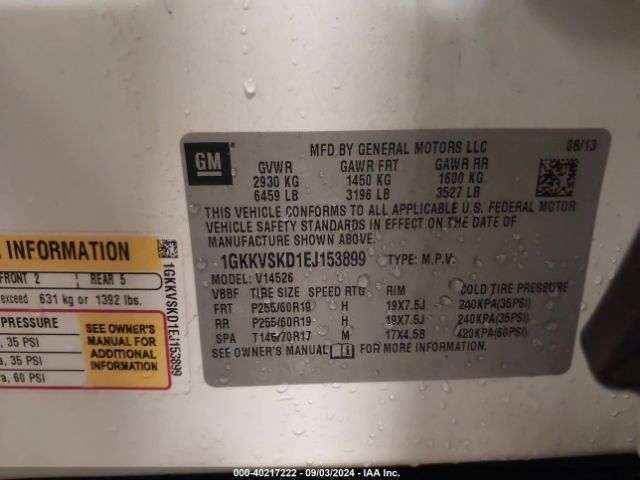 GM
MFD BY GENERAL MOTORS LLC 08/13
GVWR GAWR FRT GAWR RR
2930 KG 1450 KG 1600 KG
6459 LB 3196 LB 3527 LB
THIS VEHICLE CONFORMS TO ALL APPLICABLE U.S. FEDERAL MOTOR
VEHICLE SAFETY STANDARDS IN EFFECT ON THE DATE OF
MANUFACTURE SHOWN ABOVE.
1GKKVSKD1EJ153899 TYPE: M.P.V.
MODEL: V14526
VBBF TIRE SIZE SPEED RTG RIM COLD TIRE PRESSURE
FRT P255/60R19 H 19X7.5J 240KPA(35PSI)
RR P255/60R19 H 19X7.5J 240KPA(35PSI)
SPA T145/70R17 M 17X4.5B 420KPA(60PSI)
SEE OWNER'S MANUAL FOR MORE INFORMATION.
INFORMATION
FRONT 2 REAR 5
exceed 631 kg or 1392 lbs.
PRESSURE
, 35 PSI
a, 35 PSI
a, 60 PSI
SEE OWNER'S
MANUAL FOR
ADDITIONAL
INFORMATION
1GKKVSKD1EJ153899
000-40217222 - 09/03/2024 - IAA Inc.